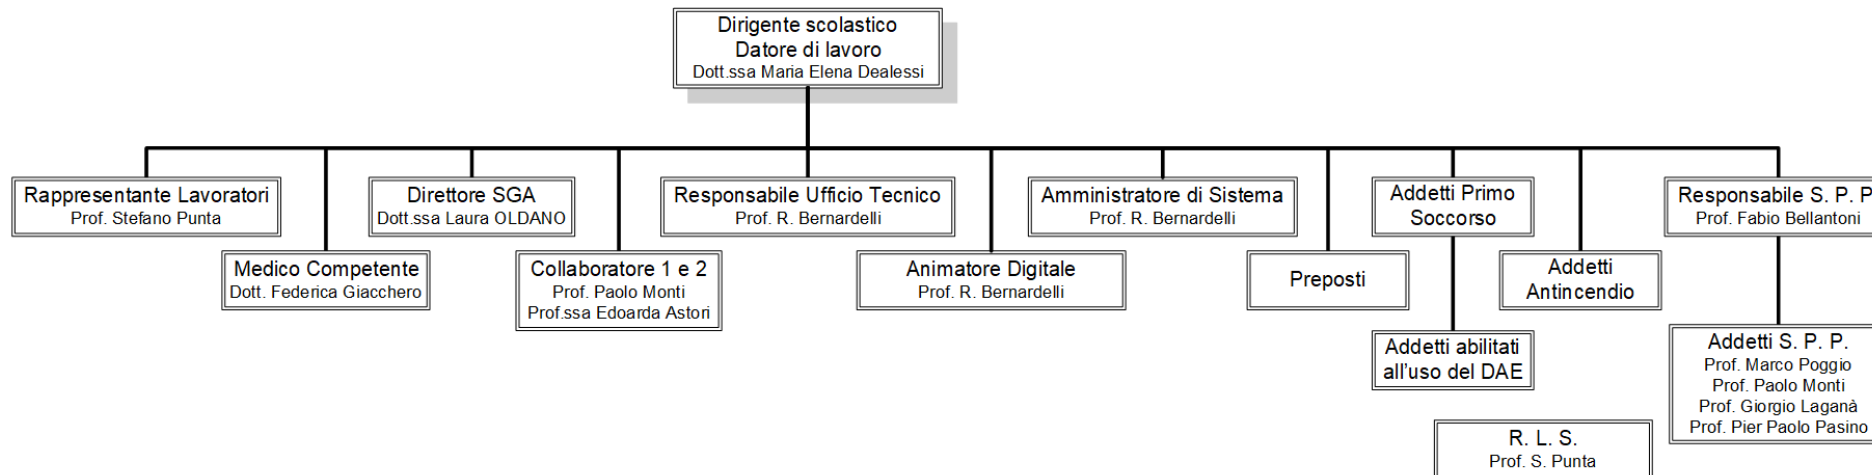 Dirigente scolastico
Datore di lavoro
Dott.ssa Maria Elena Dealessi
Rappresentante Lavoratori
Prof. Stefano Punta
Direttore SGA
Dott.ssa Laura OLDANO
Responsabile Ufficio Tecnico
Prof. R. Bernardelli
Amministratore di Sistema
Prof. R. Bernardelli
Addetti Primo
Soccorso
Responsabile S. P. P
Prof. Fabio Bellantoni
Medico Competente
Dott. Federica Giacchero
Collaboratore 1 e 2
Prof. Paolo Monti
Prof.ssa Edoarda Astori
Animatore Digitale
Prof. R. Bernardelli
Preposti
Addetti
Antincendio
Addetti abilitati
all'uso del DAE
Addetti S. P. P.
Prof. Marco Poggio
Prof. Paolo Monti
Prof. Giorgio Laganà
Prof. Pier Paolo Pasino
R. L. S.
Prof. S. Punta